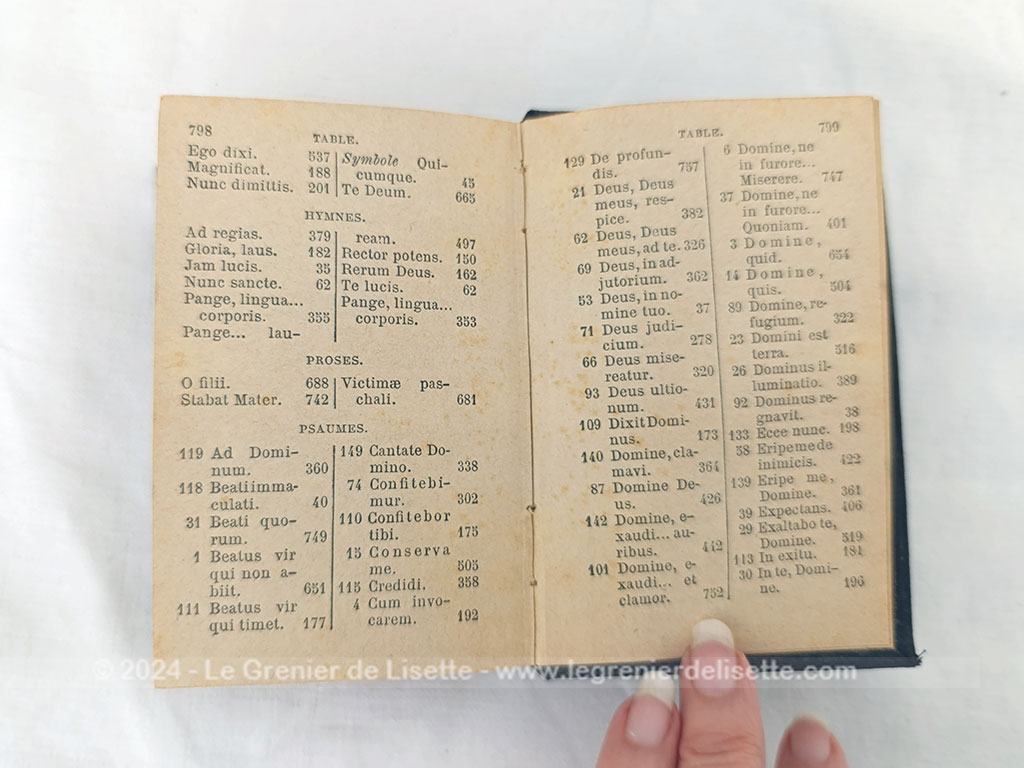 798
TABLE.
Ego dixi. 537
Magnificat. 188
Nunc dimittis. 201
Symbole Qui-
cumque. 45
Te Deum. 665
HYMNES.
Ad regias. 379
Gloria, laus. 182
Jam lucis. 35
Nunc sancte. 62
Pange, lingua...
corporis. 355
Pange... lau-
ream. 497
Rector potens. 150
Rerum Deus. 162
Te lucis. 62
Pange, lingua...
corporis. 353
PROSES.
O filii. 688
Stabat Mater. 742
Victimæ pas-
chali. 681
PSAUMES.
119 Ad Domi-
num. 360
118 Beati imma-
culati. 40
31 Beati quo-
rum. 749
1 Beatus vir
qui non a-
biit. 651
111 Beatus vir
qui timet. 177
149 Cantate Do-
mino. 338
74 Confitebi-
mur. 302
110 Confitebor
tibi. 175
15 Conserva
me. 505
115 Credidi. 358
4 Cum invo-
carem. 192
TABLE.
799
129 De profun-
dis. 757
21 Deus, Deus
meus, res-
pice. 382
62 Deus, Deus
meus, ad te. 326
69 Deus, in ad-
jutorium. 362
53 Deus, in no-
mine tuo. 37
71 Deus judi-
cium. 278
66 Deus mise-
reatur. 320
93 Deus ultio-
num. 431
109 Dixit Domi-
nus. 173
140 Domine, cla-
mavi. 364
87 Domine De-
us. 426
142 Domine, e-
xaudi... au-
ribus. 442
101 Domine, e-
xaudi... et
clamor. 752
6 Domine, ne
in furore...
Miserere. 747
37 Domine, ne
in furore...
Quoniam. 401
3 Domine,
quid. 654
14 Domine,
quis. 504
89 Domine, re-
fugium. 322
23 Domini est
terra. 516
26 Dominus il-
luminatio. 389
92 Dominus re-
gnavit. 38
133 Ecce nunc. 198
58 Eripe me de
inimicis. 422
139 Eripe me,
Domine. 361
39 Expectans. 406
29 Exaltabo te,
Domine. 519
113 In exitu. 181
30 In te, Domi-
ne. 196
© 2024 - Le Grenier de Lisette - www.legrenierdelisette.com